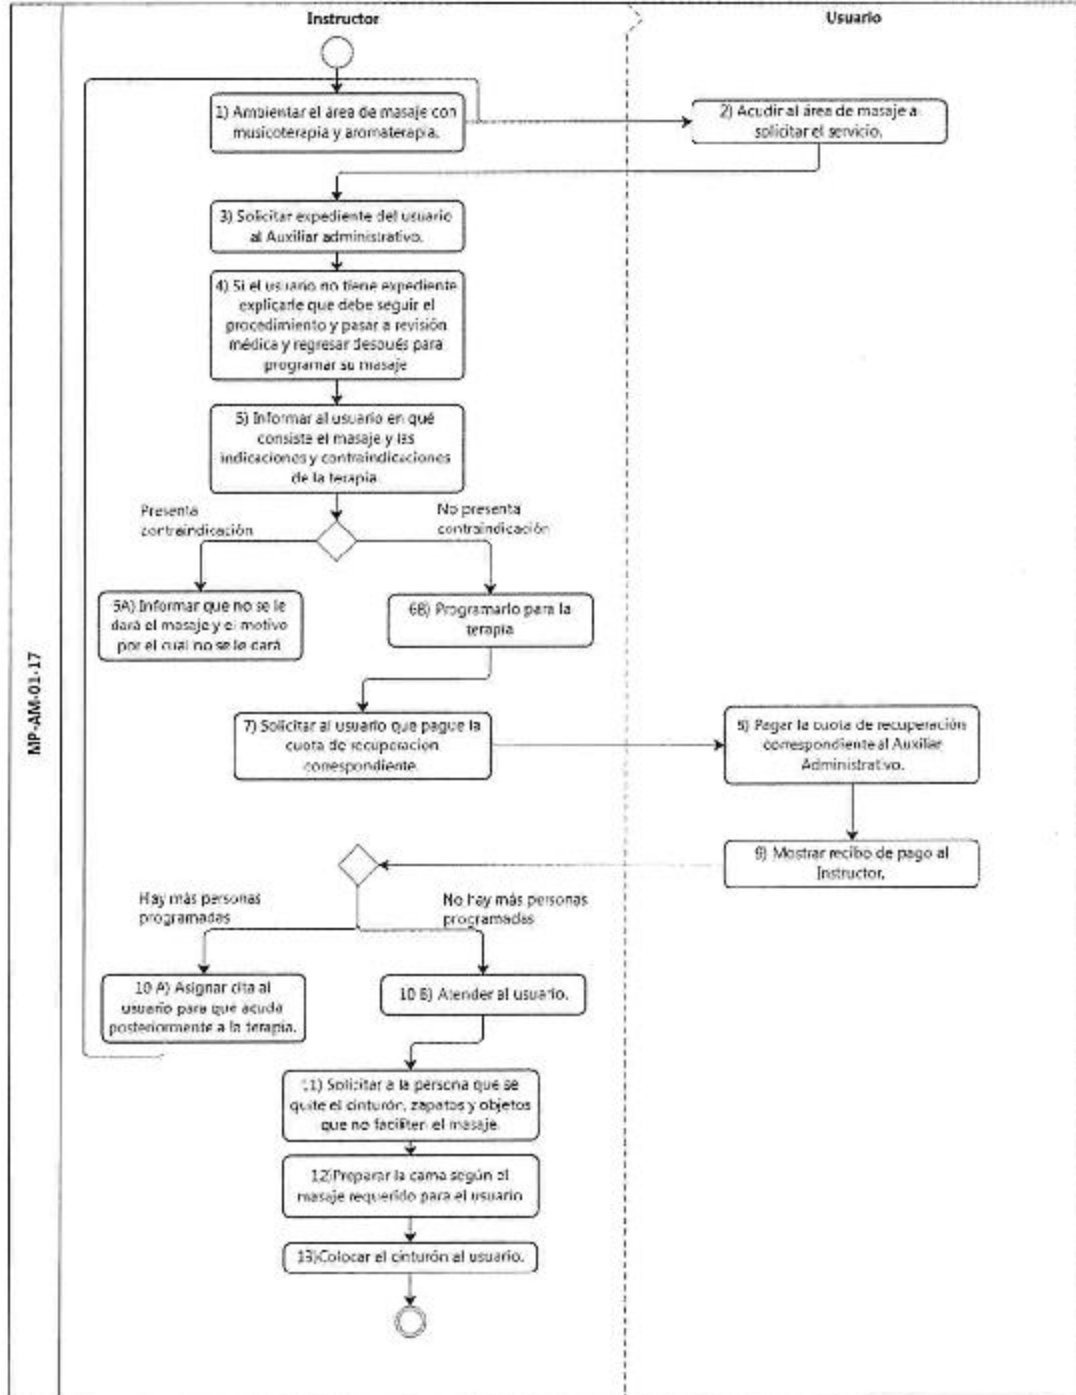 Instructor
Usuario
1) Ambientar el área de masaje con
musicoterapia y aromaterapia.
2) Acudir al área de masaje a
solicitar el servicio.
3) Solicitar expediente del usuario
al Auxiliar administrativo.
4) Si el usuario no tiene expediente
explicarle que debe seguir el
procedimiento y pasar a revisión
médica y regresar después para
programar su masaje
5) Informar al usuario en qué
consiste el masaje y las
indicaciones y contraindicaciones
de la terapia.
Presenta
contraindicación
No presenta
contraindicación
6A) Informar que no se le
dará el masaje y el motivo
por el cual no se le dará
6B) Programarlo para la
terapia
MP-AM-01-17
7) Solicitar al usuario que pague la
cuota de recuperación
correspondiente.
8) Pagar la cuota de recuperación
correspondiente al Auxiliar
Administrativo.
9) Mostrar recibo de pago al
Instructor.
Hay más personas
programadas
No hay más personas
programadas
10 A) Asignar cita al
usuario para que acuda
posteriormente a la terapia.
10 B) Atender al usuario.
11) Solicitar a la persona que se
quite el cinturón, zapatos y objetos
que no faciliten el masaje.
12)Preparar la cama según el
masaje requerido para el usuario
13)Colocar el cinturón al usuario.